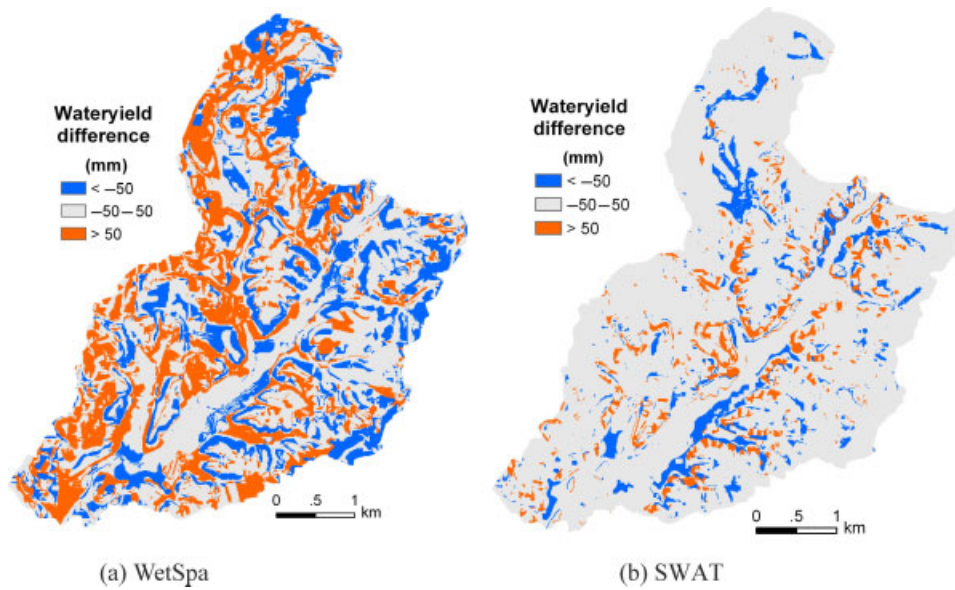 Wateryield
difference
(mm)
< −50
−50 – 50
> 50
0 .5 1
km
(a) WetSpa
Wateryield
difference
(mm)
< −50
−50 – 50
> 50
0 .5 1
km
(b) SWAT